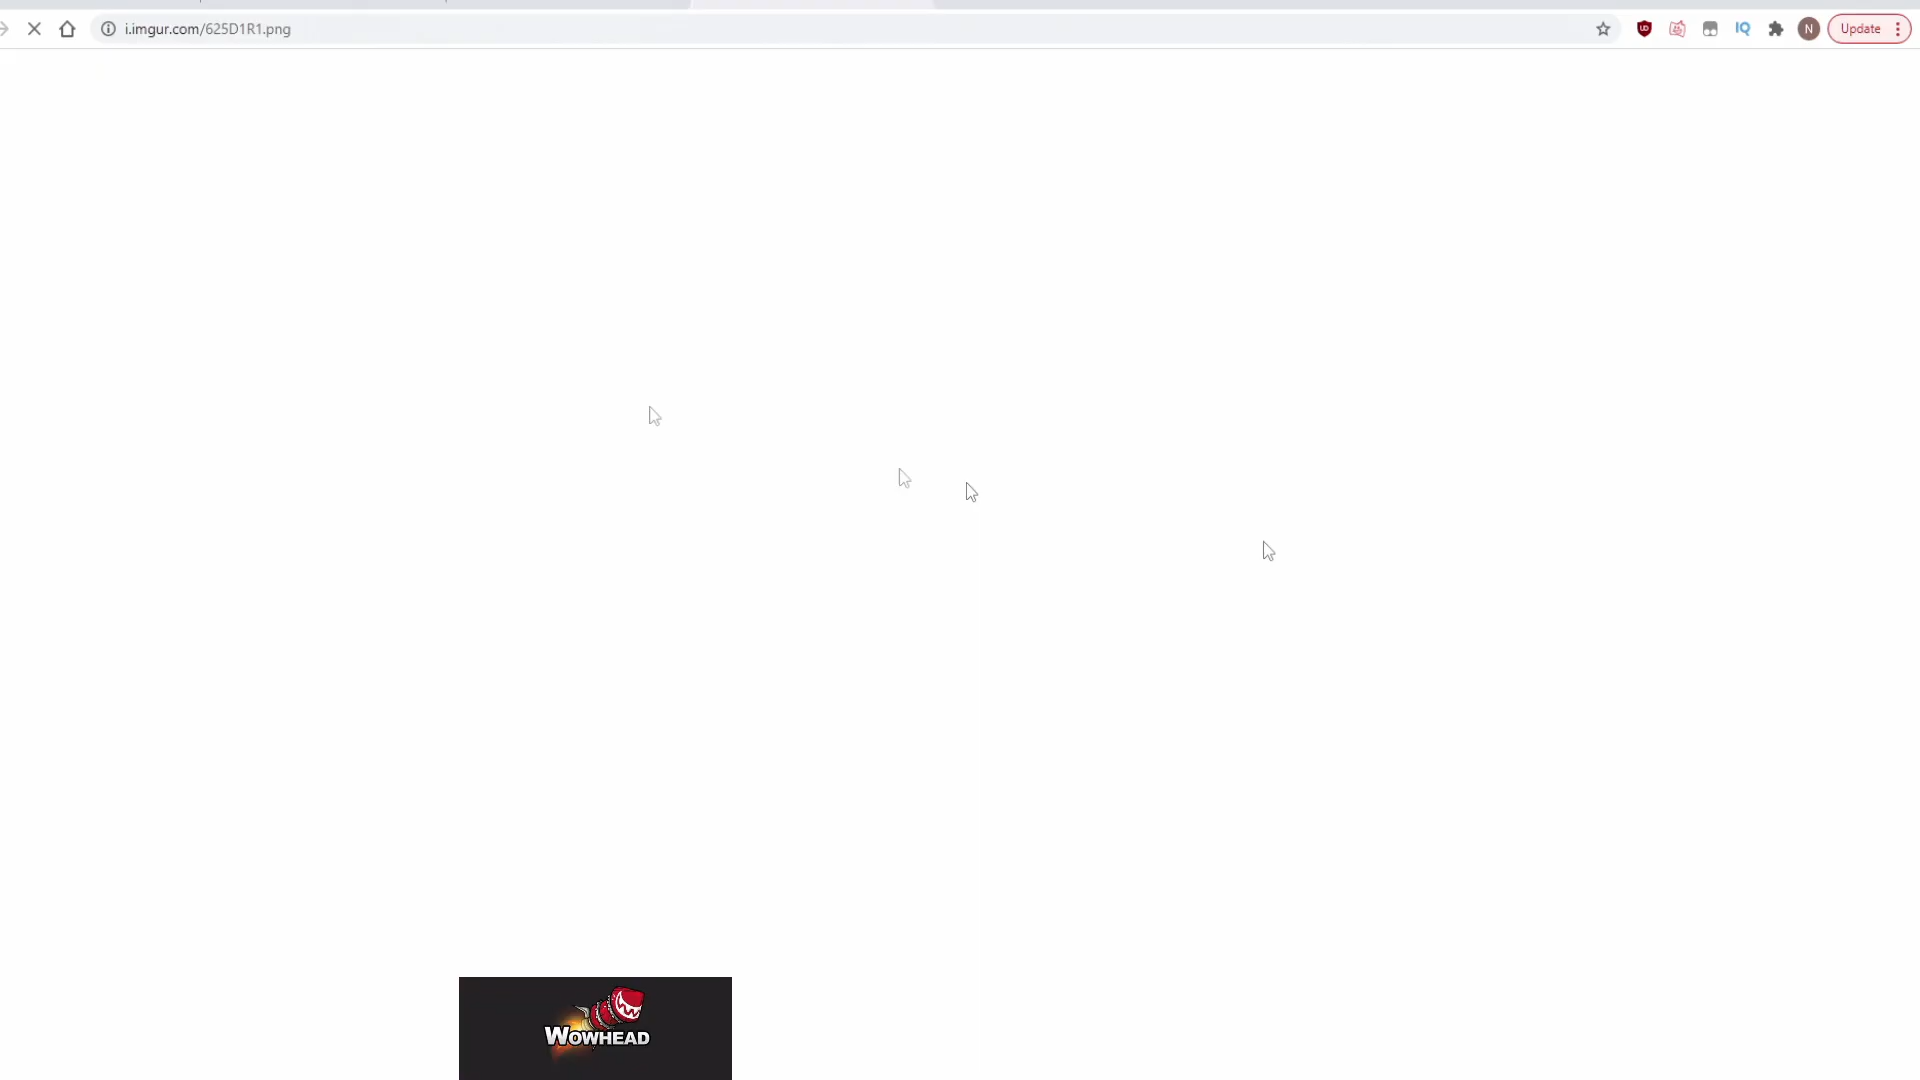 i.imgur.com/625D1R1.png
IQ
N
Update
WOWHEAD